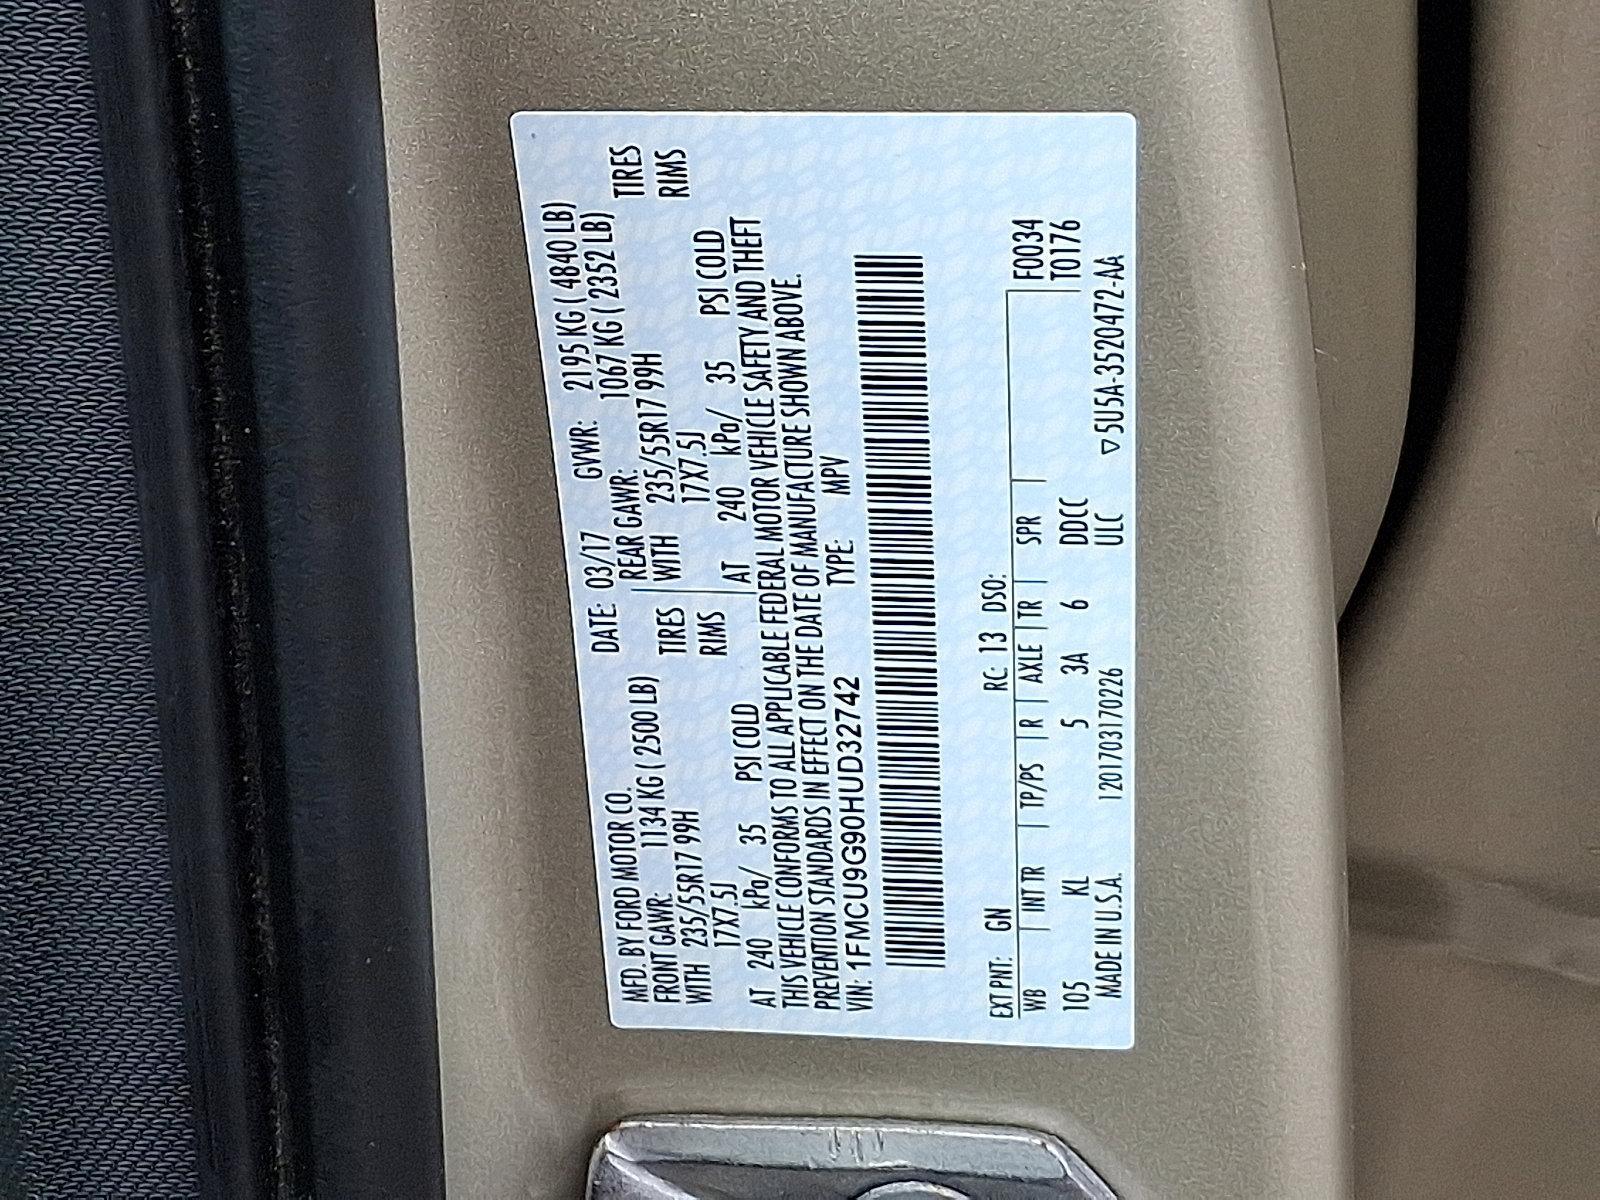 MFD. BY FORD MOTOR CO. DATE: 03/17 GVWR: 2195 KG ( 4840 LB)
FRONT GAWR: 1134 KG ( 2500 LB) REAR GAWR: 1067 KG ( 2352 LB)
WITH 235/55R17 99H TIRES WITH 235/55R17 99H TIRES
17X7.5J RIMS 17X7.5J RIMS
AT 240 kPa/ 35 PSI COLD AT 240 kPa/ 35 PSI COLD
THIS VEHICLE CONFORMS TO ALL APPLICABLE FEDERAL MOTOR VEHICLE SAFETY AND THEFT
PREVENTION STANDARDS IN EFFECT ON THE DATE OF MANUFACTURE SHOWN ABOVE.
VIN: 1FMCU9G90HUD32742 TYPE: MPV
EXT PNT: GN RC: 13 DSO:
WB INT TR TP/PS R AXLE TR SPR F0034
105 KL 5 3A 6 DDCC T0176
MADE IN U.S.A. 1201703170226 ULC ▽5U5A-3520472-AA